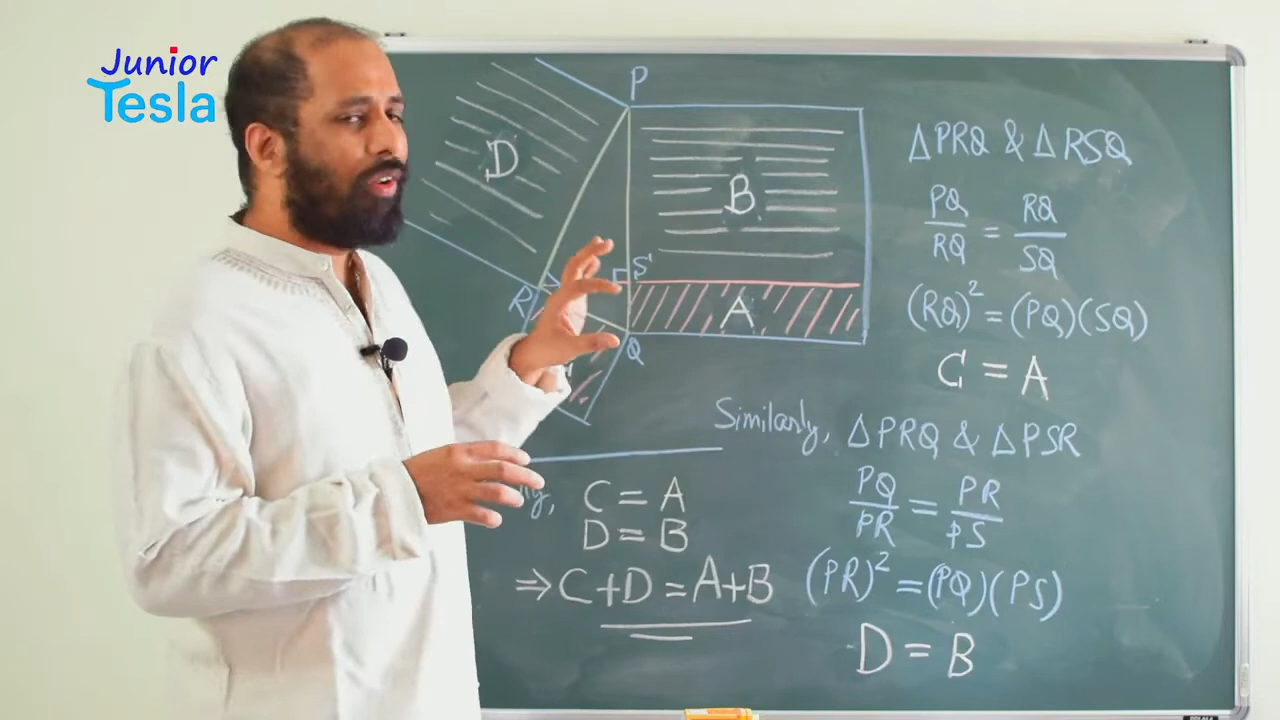 Junior
Tesla
P
D
B
S
R
A
Q
ΔPRQ & ΔRSQ
PQ/RQ = RQ/SQ
(RQ)² = (PQ)(SQ)
C = A
Similarly, ΔPRQ & ΔPSR
PQ/PR = PR/PS
(PR)² = (PQ)(PS)
D = B
C = A
D = B
⇒ C+D = A+B